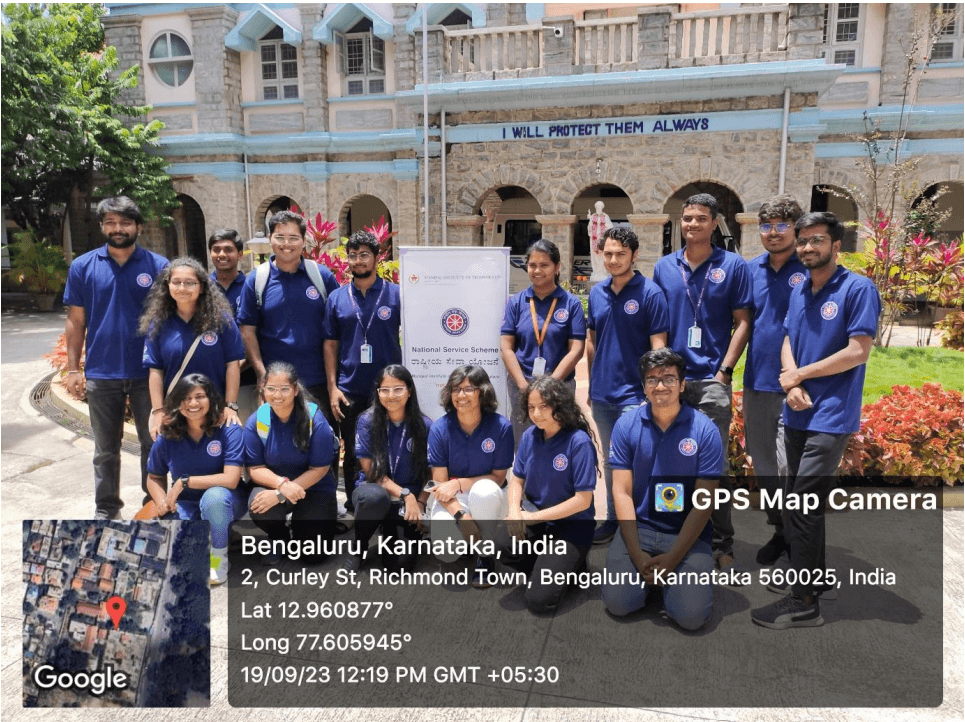 I WILL PROTECT THEM ALWAYS
National Service Scheme
ರಾಷ್ಟ್ರೀಯ ಸೇವಾ ಯೋಜನೆ
GPS Map Camera
Bengaluru, Karnataka, India
2, Curley St, Richmond Town, Bengaluru, Karnataka 560025, India
Lat 12.960877°
Long 77.605945°
19/09/23 12:19 PM GMT +05:30
Google